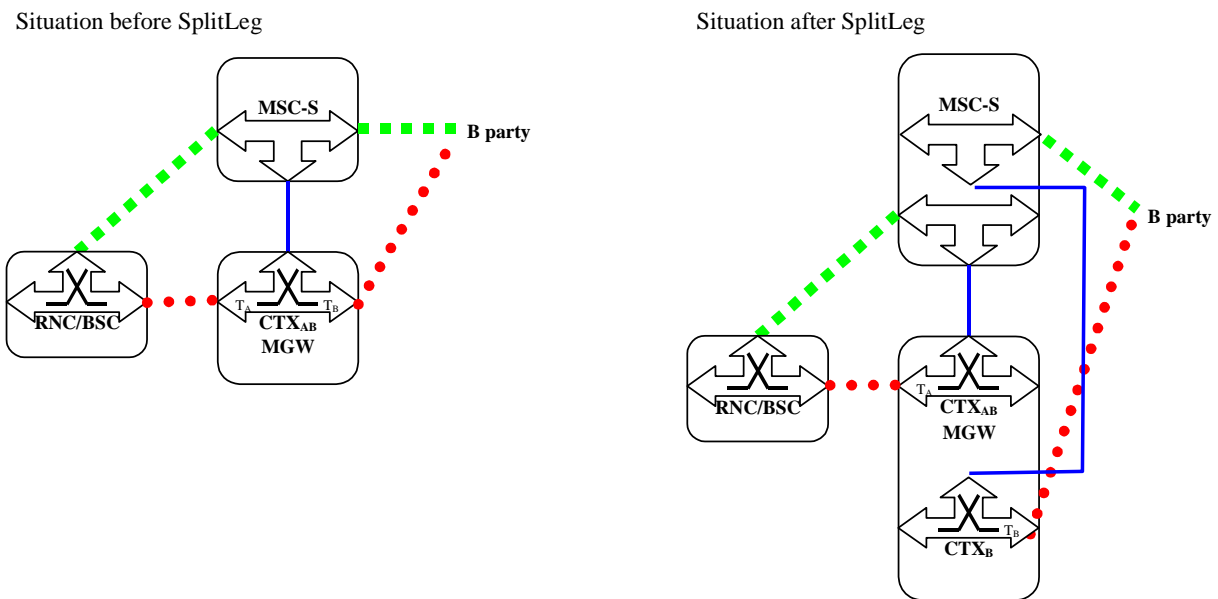 Situation before SplitLeg
MSC-S
B party
RNC/BSC
TA
TB
CTXAB
MGW
Situation after SplitLeg
MSC-S
B party
RNC/BSC
TA
CTXAB
MGW
TB
CTXB